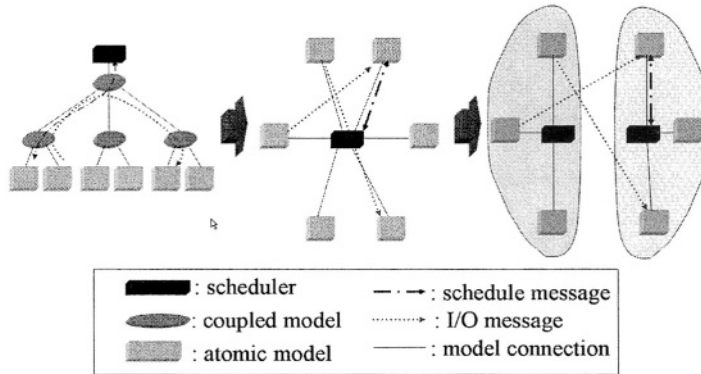 : scheduler
: schedule message
: coupled model
: I/O message
: atomic model
: model connection